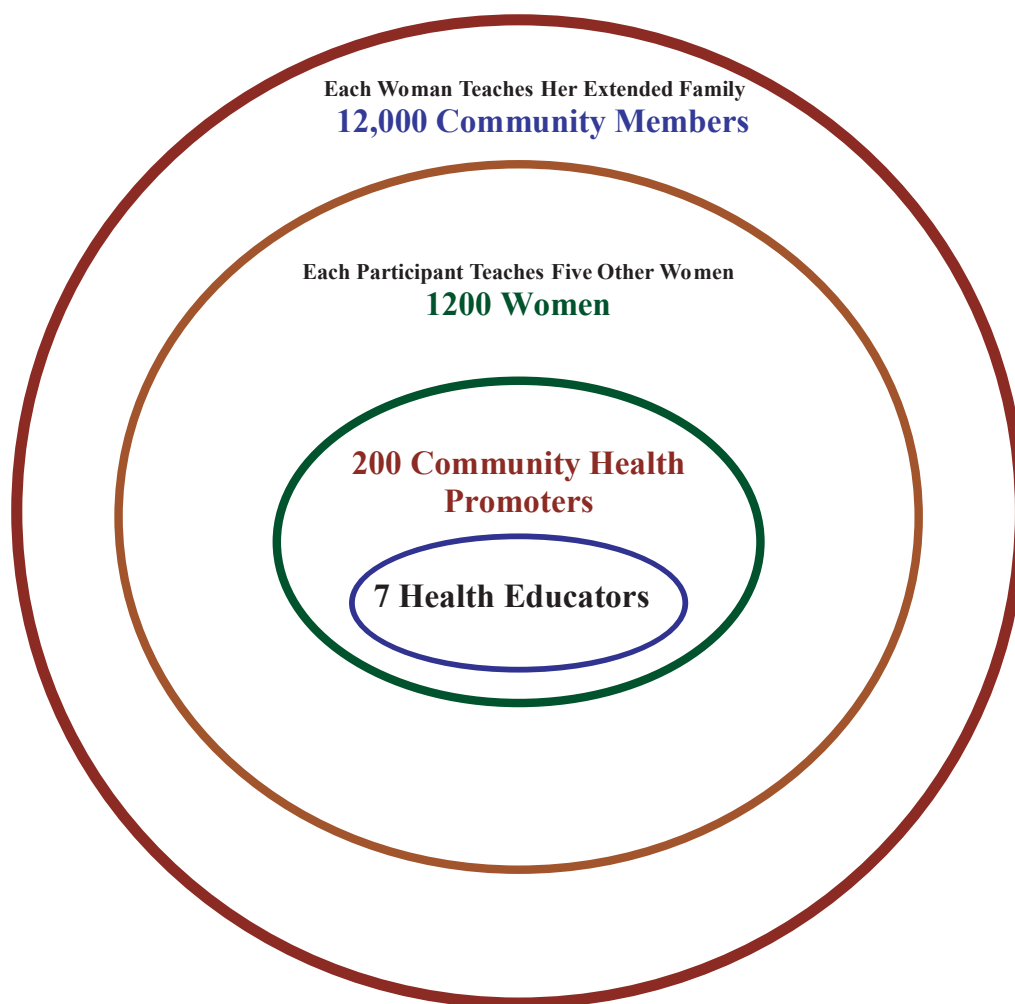 Each Woman Teaches Her Extended Family
12,000 Community Members
Each Participant Teaches Five Other Women
1200 Women
200 Community Health
Promoters
7 Health Educators